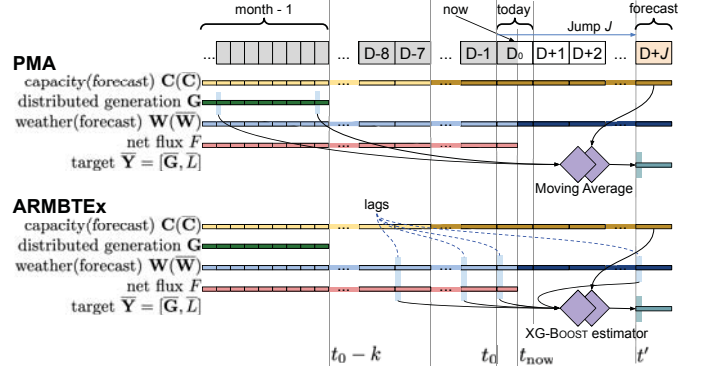 month - 1
now
today
forecast
Jump J
... ... D-8 D-7 ... D-1 D₀ D+1 D+2 ... D+J
PMA
capacity(forecast) C(C̅) ... ... ...
distributed generation G
weather(forecast) W(W̅) ... ... ...
net flux F ... ...
target Y̅ = [G̅, L̅]
Moving Average
ARMBTEx
lags
capacity(forecast) C(C̅) ... ... ...
distributed generation G
weather(forecast) W(W̅) ... ... ...
net flux F ... ...
target Y̅ = [G̅, L̅]
XG-BOOST estimator
t₀ − k t₀ t_now t′